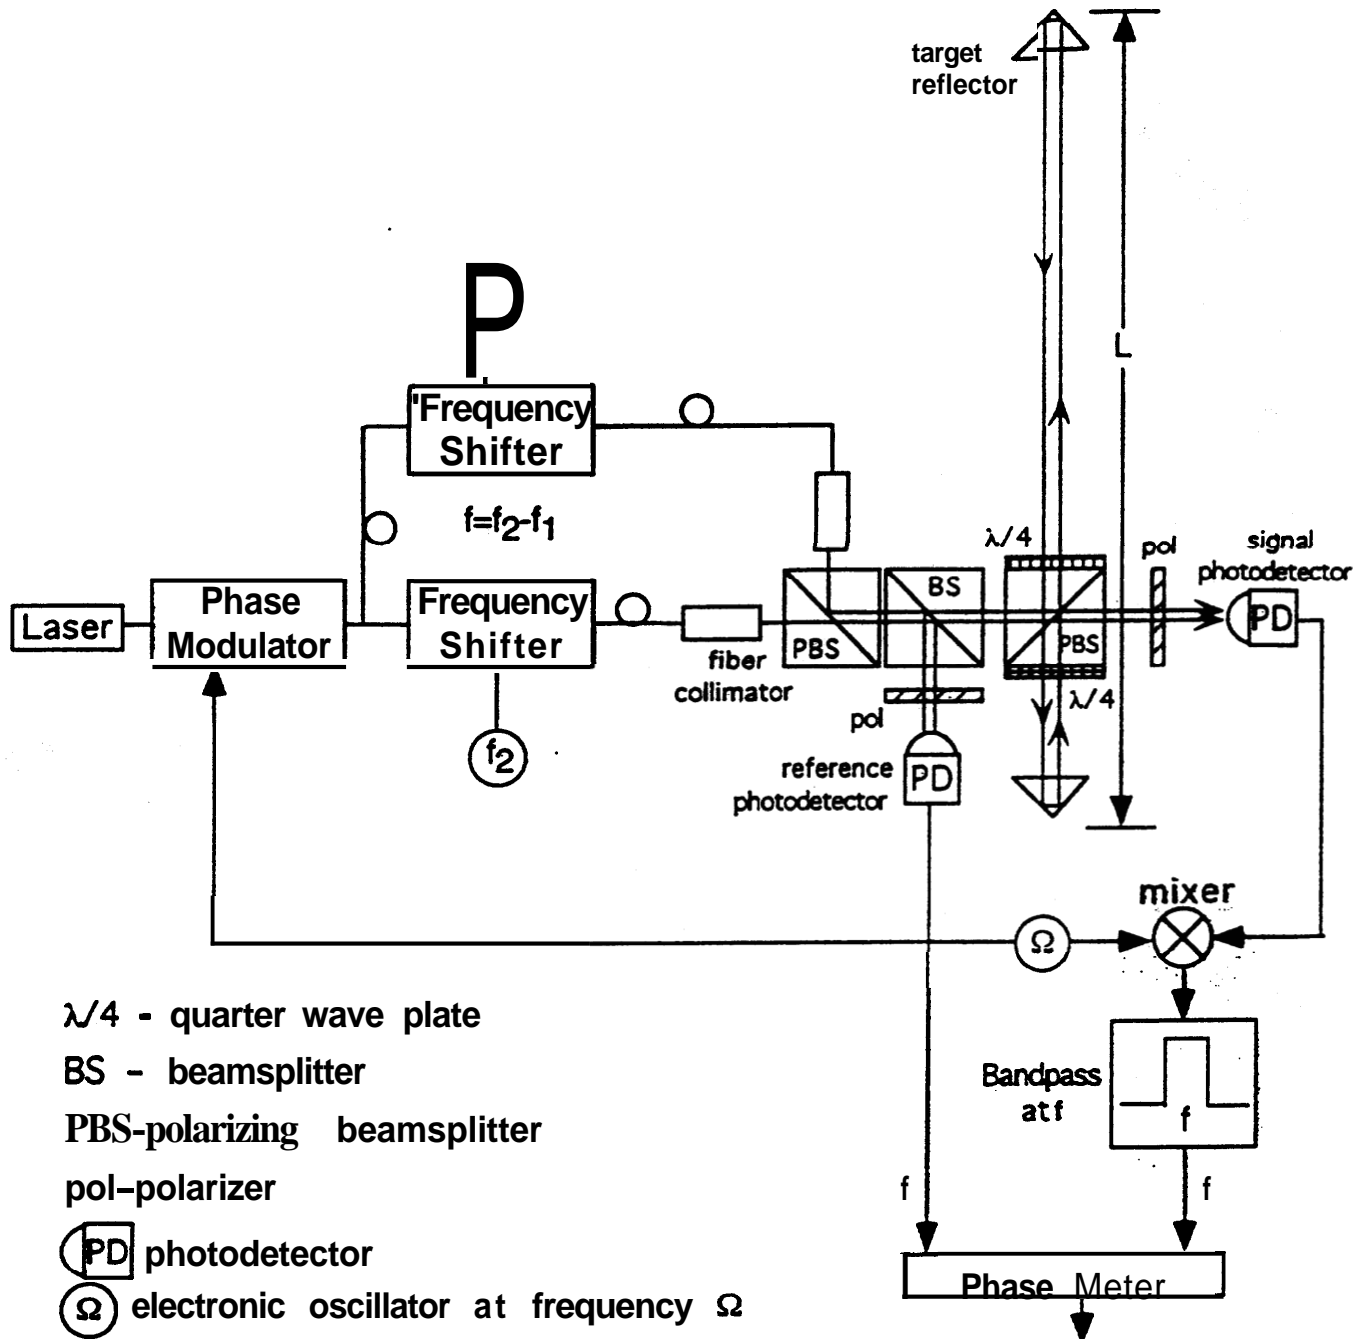 target
reflector
L
P
'Frequency
Shifter
f=f2-f1
Laser
Phase
Modulator
Frequency
Shifter
f2
fiber
collimator
PBS
BS
pol
reference
photodetector
PD
λ/4
PBS
λ/4
pol
signal
photodetector
PD
mixer
Ω
Bandpass
at f
f
f
f
Phase Meter
λ/4 - quarter wave plate
BS - beamsplitter
PBS-polarizing beamsplitter
pol-polarizer
PD photodetector
Ω electronic oscillator at frequency Ω